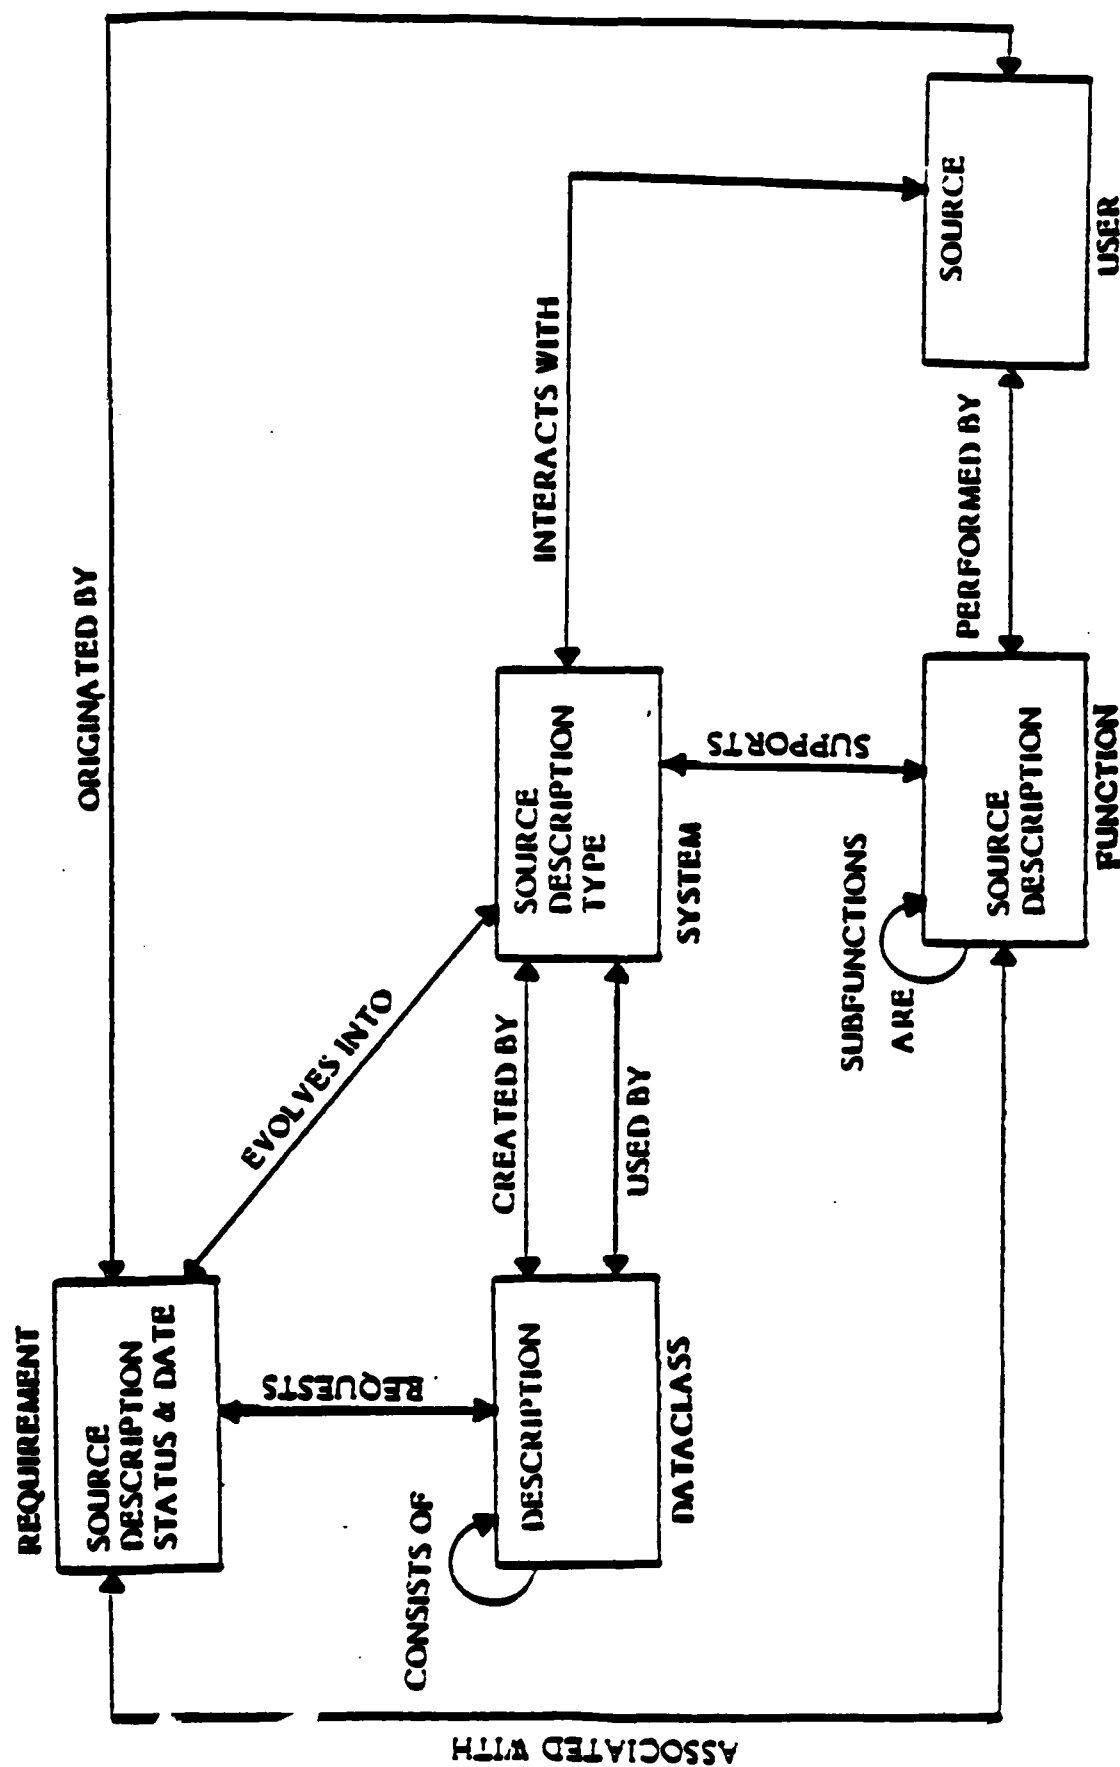 REQUIREMENT
SOURCE
DESCRIPTION
STATUS & DATE
ORIGINATED BY
EVOLVES INTO
REQUESTS
ASSOCIATED WITH
CONSISTS OF
DESCRIPTION
DATACLASS
CREATED BY
USED BY
SOURCE
DESCRIPTION
TYPE
SYSTEM
INTERACTS WITH
SUPPORTS
SUBFUNCTIONS
ARE
SOURCE
DESCRIPTION
FUNCTION
PERFORMED BY
SOURCE
USER